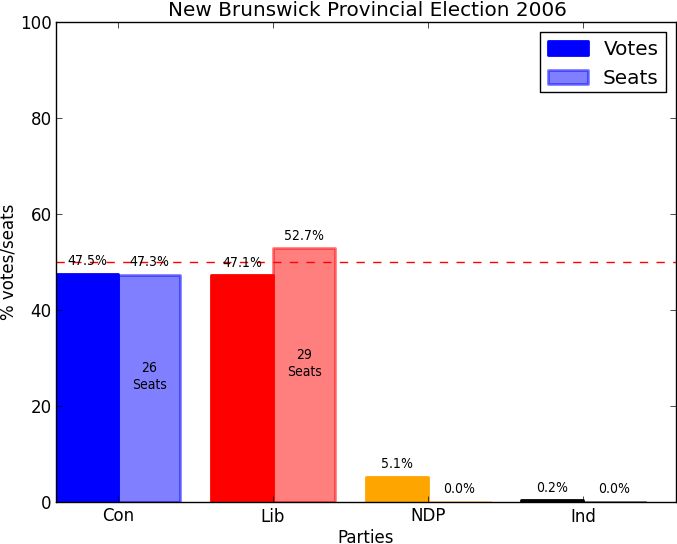 New Brunswick Provincial Election 2006
100
80
60
40
20
0
% votes/seats
Votes
Seats
47.5%
47.3%
47.1%
52.7%
5.1%
0.0%
0.2%
0.0%
26
Seats
29
Seats
Con
Lib
NDP
Ind
Parties